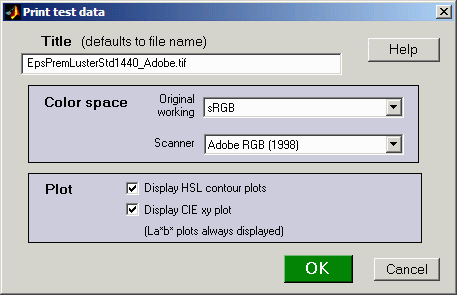 Print test data
Title (defaults to file name)
Help
EpsPremLusterStd1440_Adobe.tif
Color space
Original
working
sRGB
Scanner
Adobe RGB (1998)
Plot
Display HSL contour plots
Display CIE xy plot
(La*b* plots always displayed)
OK
Cancel